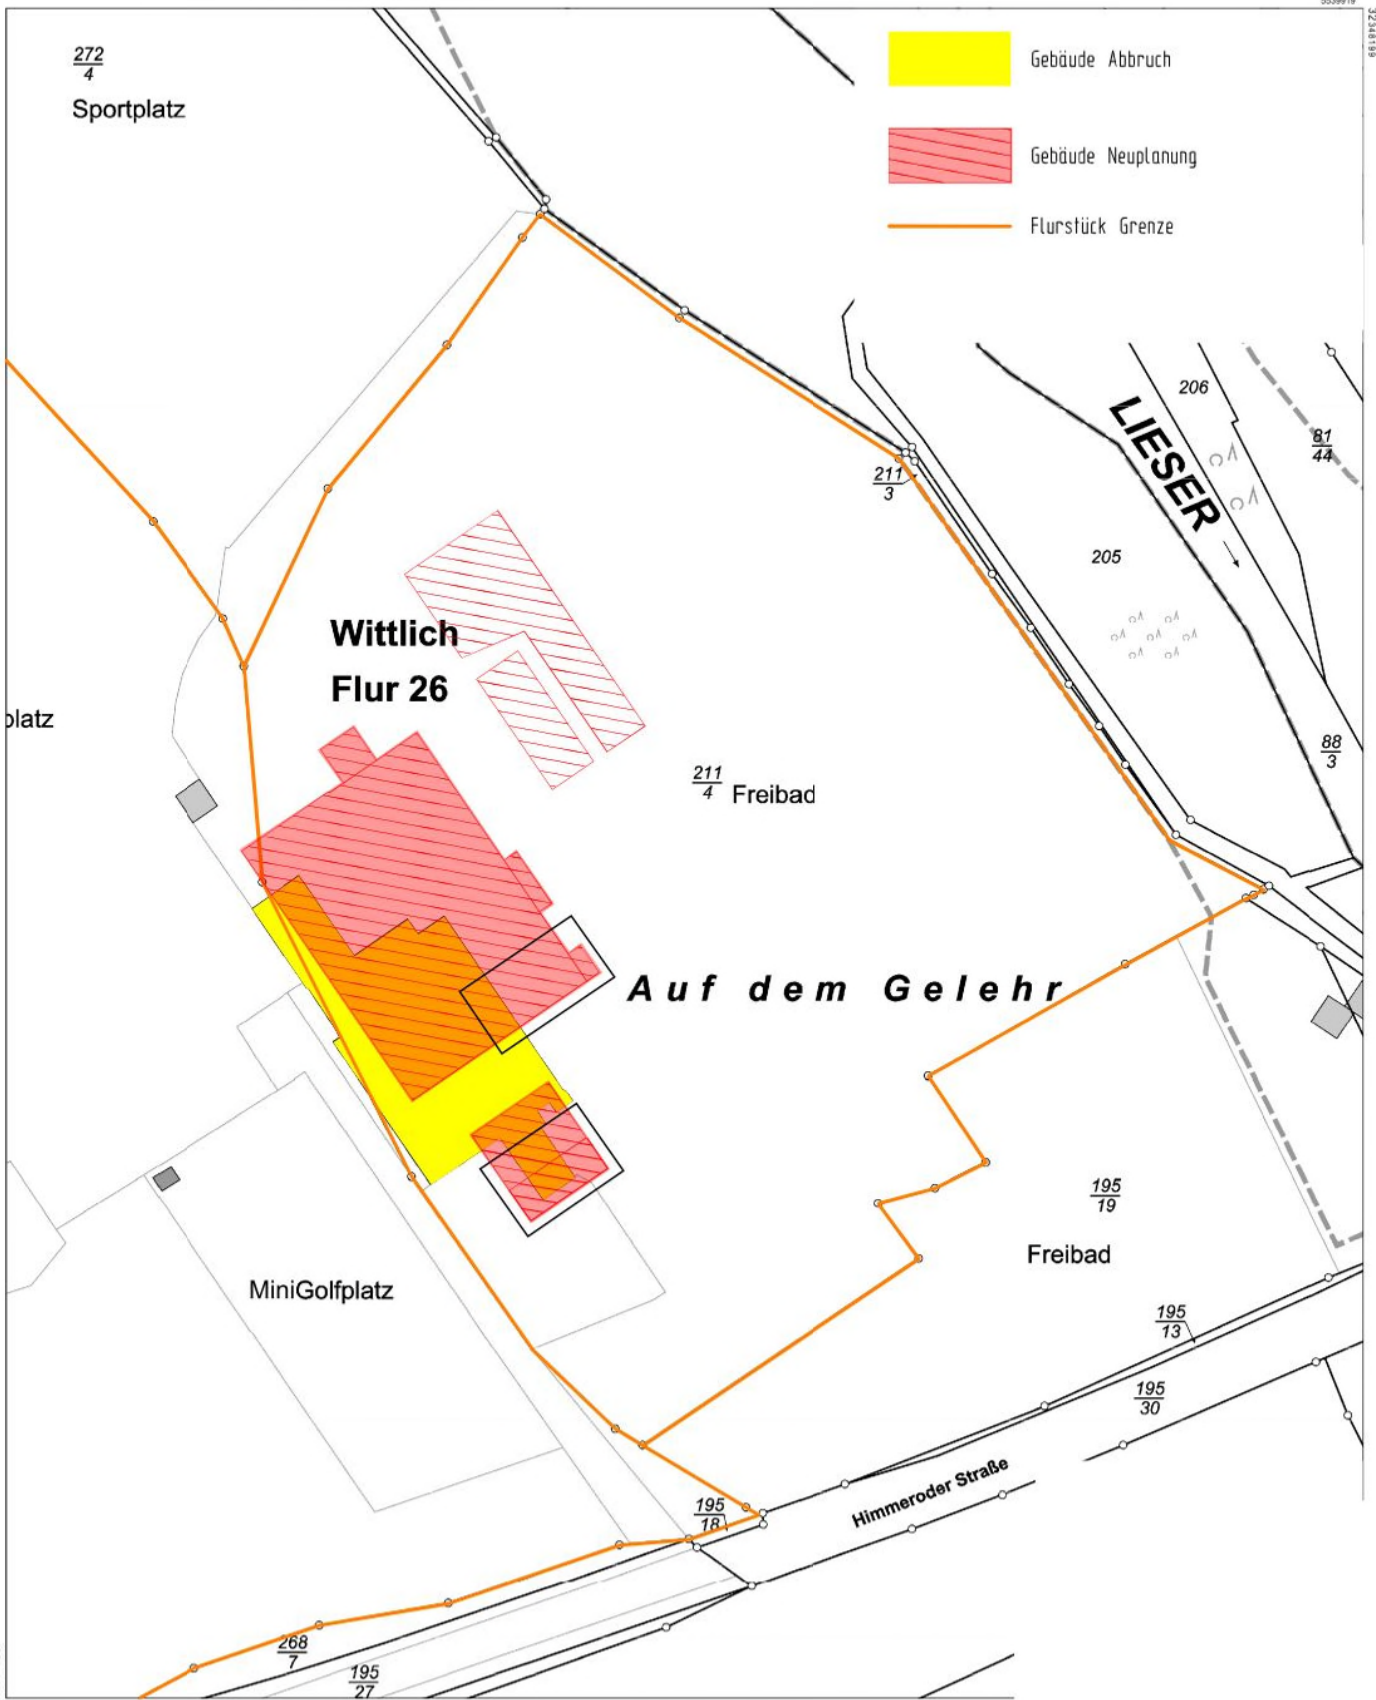 5539919
32348199
272
4
Sportplatz
Gebäude Abbruch
Gebäude Neuplanung
Flurstück Grenze
206
LIESER
81
44
211
3
205
Wittlich
Flur 26
platz
88
3
211
4
Freibad
Auf dem Gelehr
195
19
Freibad
MiniGolfplatz
195
13
195
30
Himmeroder Straße
195
18
268
7
195
27